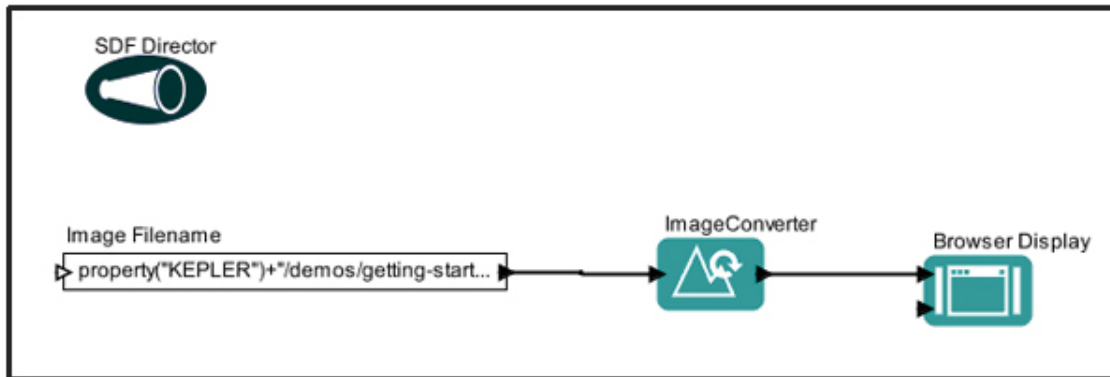 SDF Director
Image Filename
property("KEPLER")+"/demos/getting-start...
ImageConverter
Browser Display